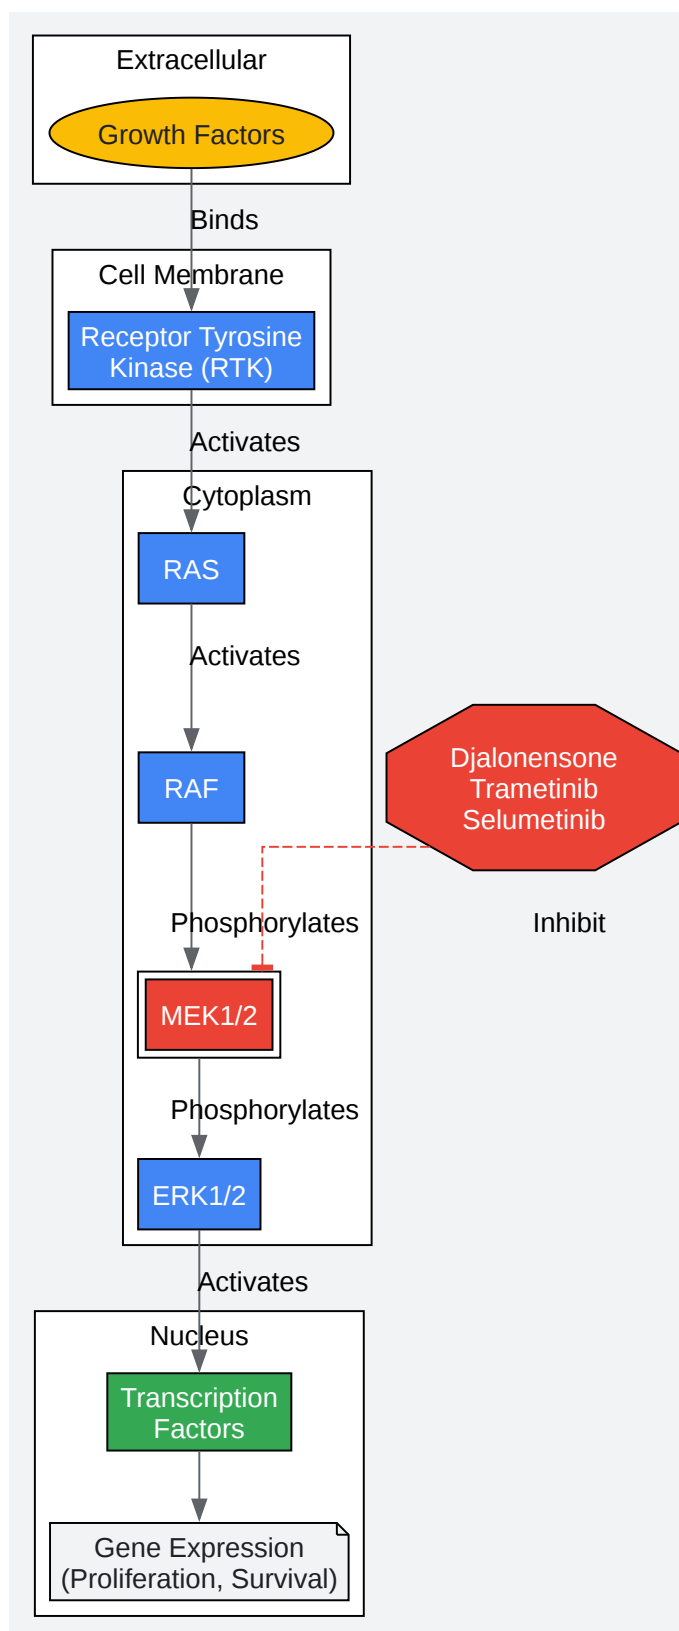 Extracellular
Growth Factors
Binds
Cell Membrane
Receptor Tyrosine
Kinase (RTK)
Activates
Cytoplasm
RAS
Activates
RAF
Djalonensone
Trametinib
Selumetinib
Phosphorylates
Inhibit
MEK1/2
Phosphorylates
ERK1/2
Activates
Nucleus
Transcription
Factors
Gene Expression
(Proliferation, Survival)